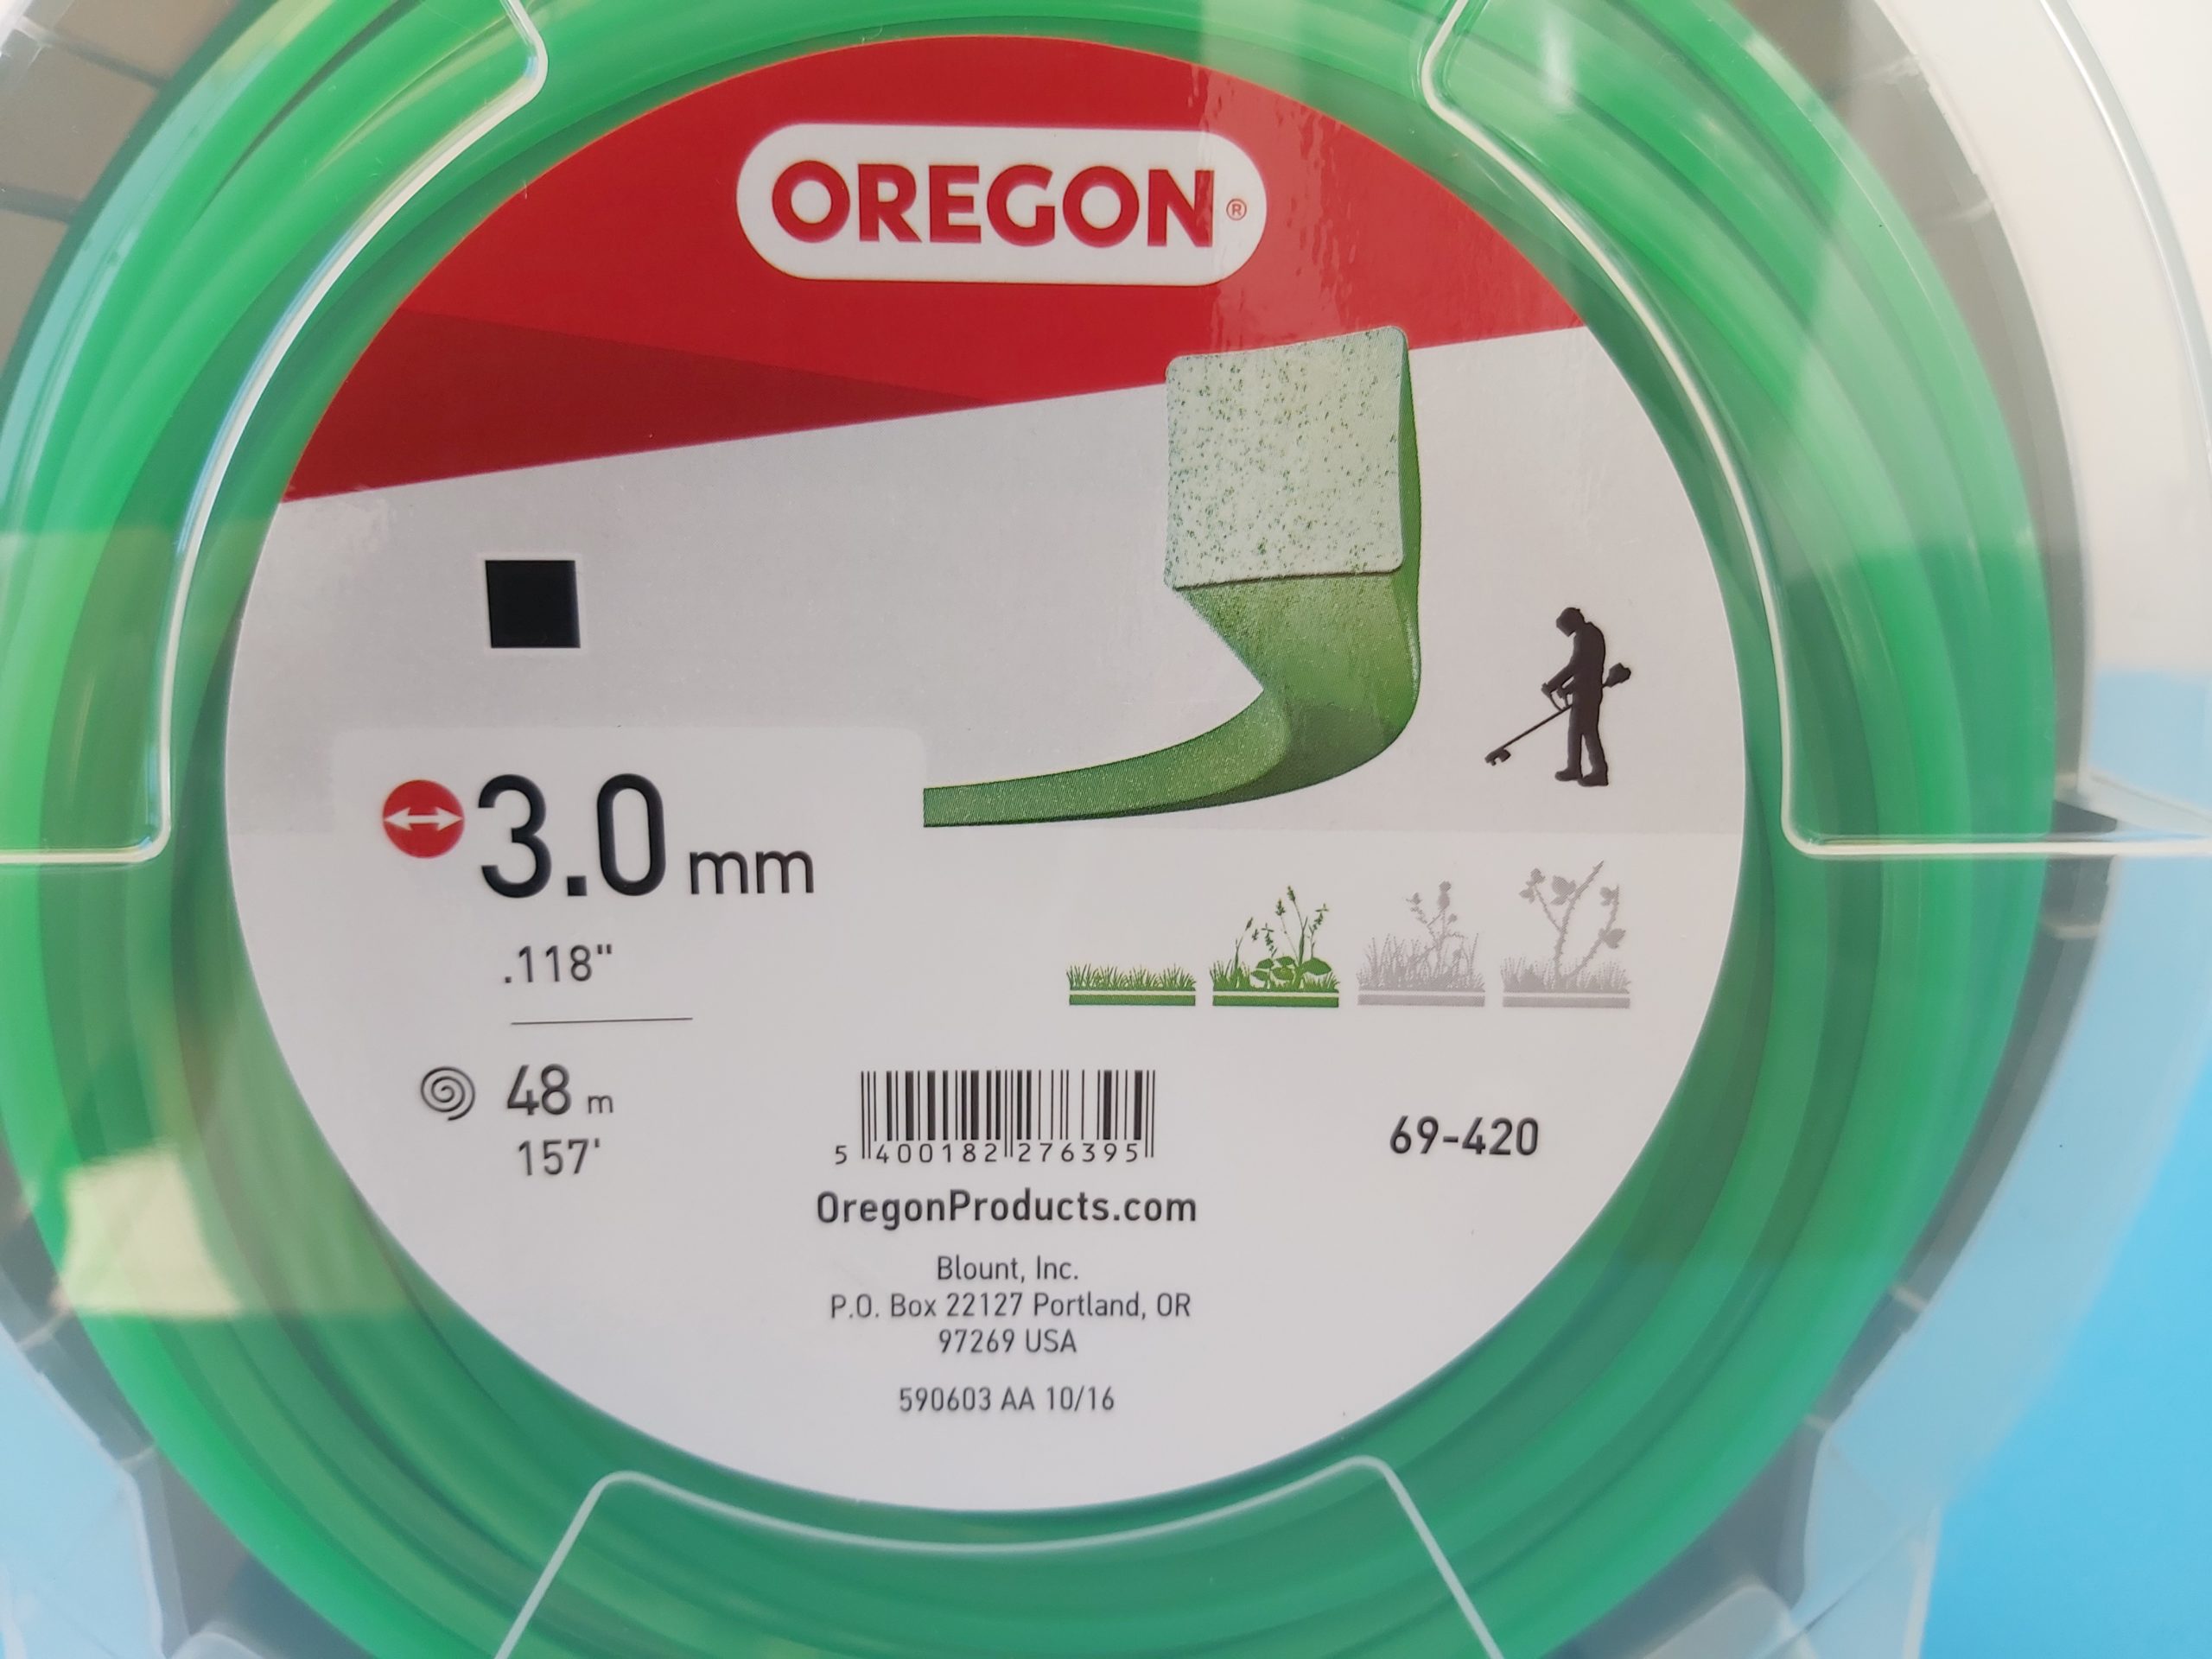 OREGON®
3.0 mm
.118"
48 m
157'
5 400182 276395
69-420
OregonProducts.com
Blount, Inc.
P.O. Box 22127 Portland, OR
97269 USA
590603 AA 10/16